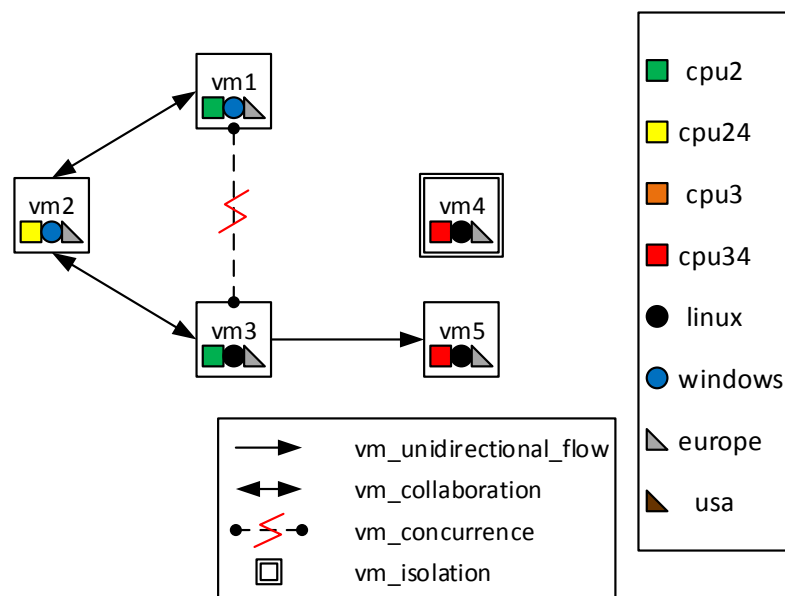 vm1
vm2
vm4
vm3
vm5
cpu2
cpu24
cpu3
cpu34
linux
windows
europe
usa
vm_unidirectional_flow
vm_collaboration
vm_concurrence
vm_isolation